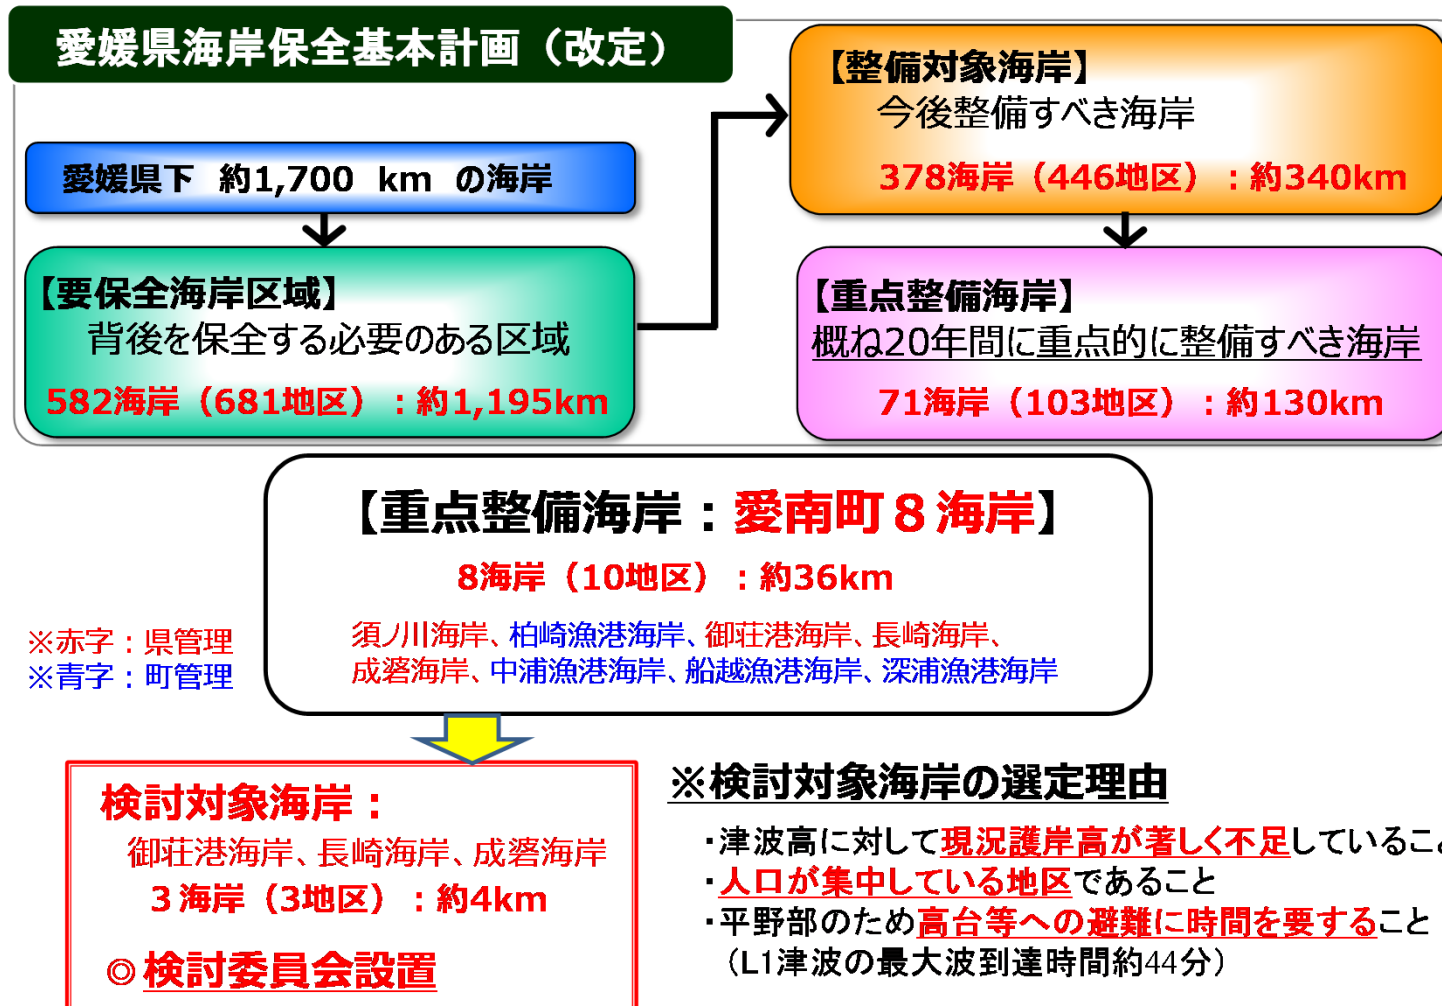 愛媛県海岸保全基本計画（改定）
愛媛県下 約1,700 km の海岸
【要保全海岸区域】
背後を保全する必要のある区域
582海岸（681地区）：約1,195km
【整備対象海岸】
今後整備すべき海岸
378海岸（446地区）：約340km
【重点整備海岸】
概ね20年間に重点的に整備すべき海岸
71海岸（103地区）：約130km
【重点整備海岸：愛南町８海岸】
8海岸（10地区）：約36km
※赤字：県管理
※青字：町管理
須ノ川海岸、柏崎漁港海岸、御荘港海岸、長崎海岸、
成碆海岸、中浦漁港海岸、船越漁港海岸、深浦漁港海岸
検討対象海岸：
御荘港海岸、長崎海岸、成碆海岸
３海岸（3地区）：約4km
◎検討委員会設置
※検討対象海岸の選定理由
・津波高に対して現況護岸高が著しく不足していること
・人口が集中している地区であること
・平野部のため高台等への避難に時間を要すること
（L1津波の最大波到達時間約44分）